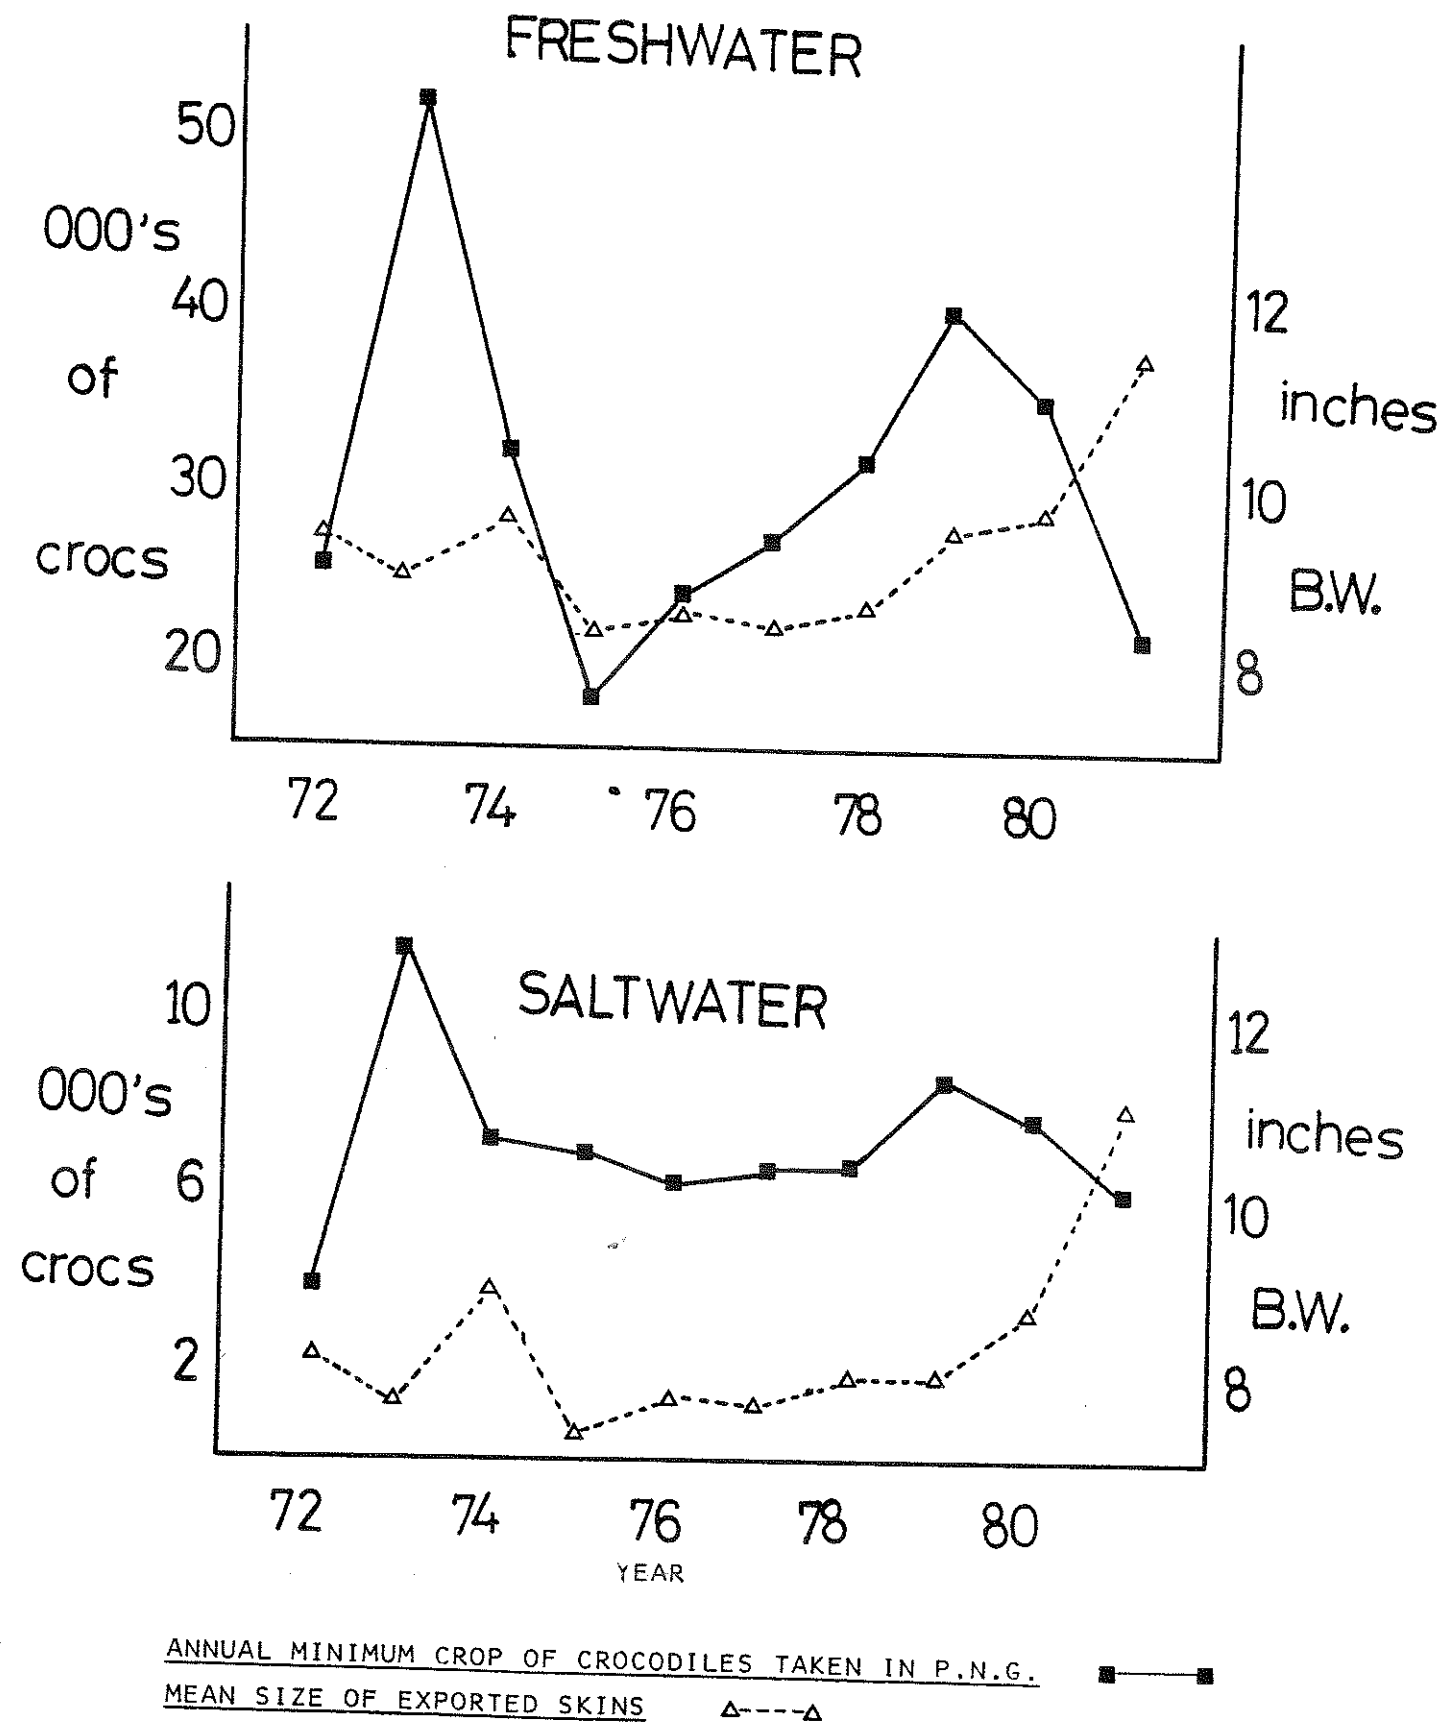 FRESHWATER
50
000's
40
of
30
crocs
20
12
inches
10
B.W.
8
72 74 76 78 80
SALTWATER
10
000's
of
6
crocs
2
12
inches
10
B.W.
8
72 74 76 78 80
YEAR
ANNUAL MINIMUM CROP OF CROCODILES TAKEN IN P.N.G.
MEAN SIZE OF EXPORTED SKINS